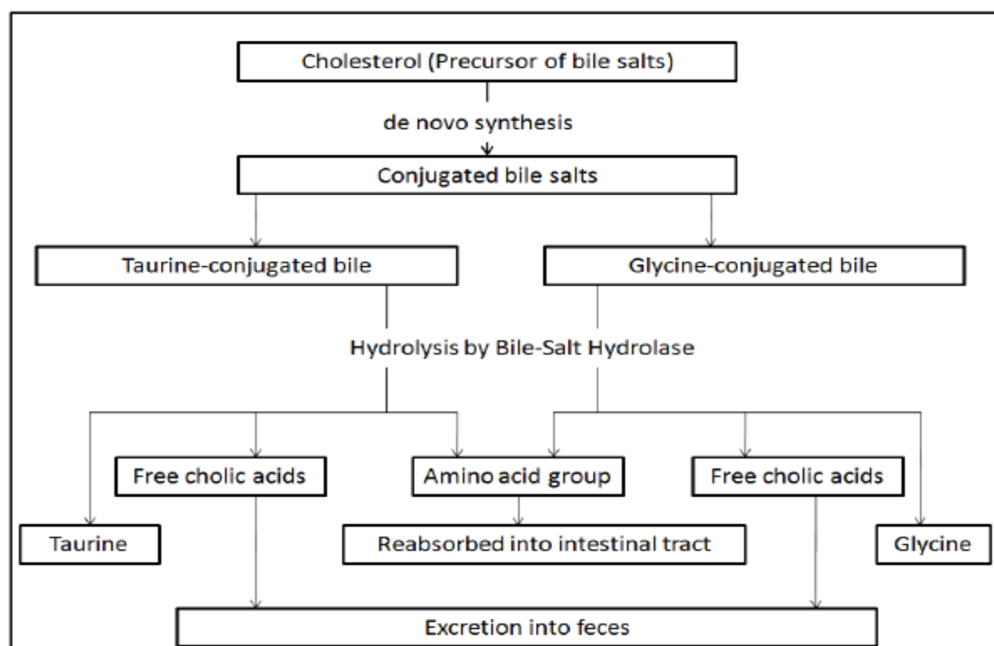 Cholesterol (Precursor of bile salts)
de novo synthesis
Conjugated bile salts
Taurine-conjugated bile
Glycine-conjugated bile
Hydrolysis by Bile-Salt Hydrolase
Free cholic acids
Amino acid group
Free cholic acids
Taurine
Reabsorbed into intestinal tract
Glycine
Excretion into feces